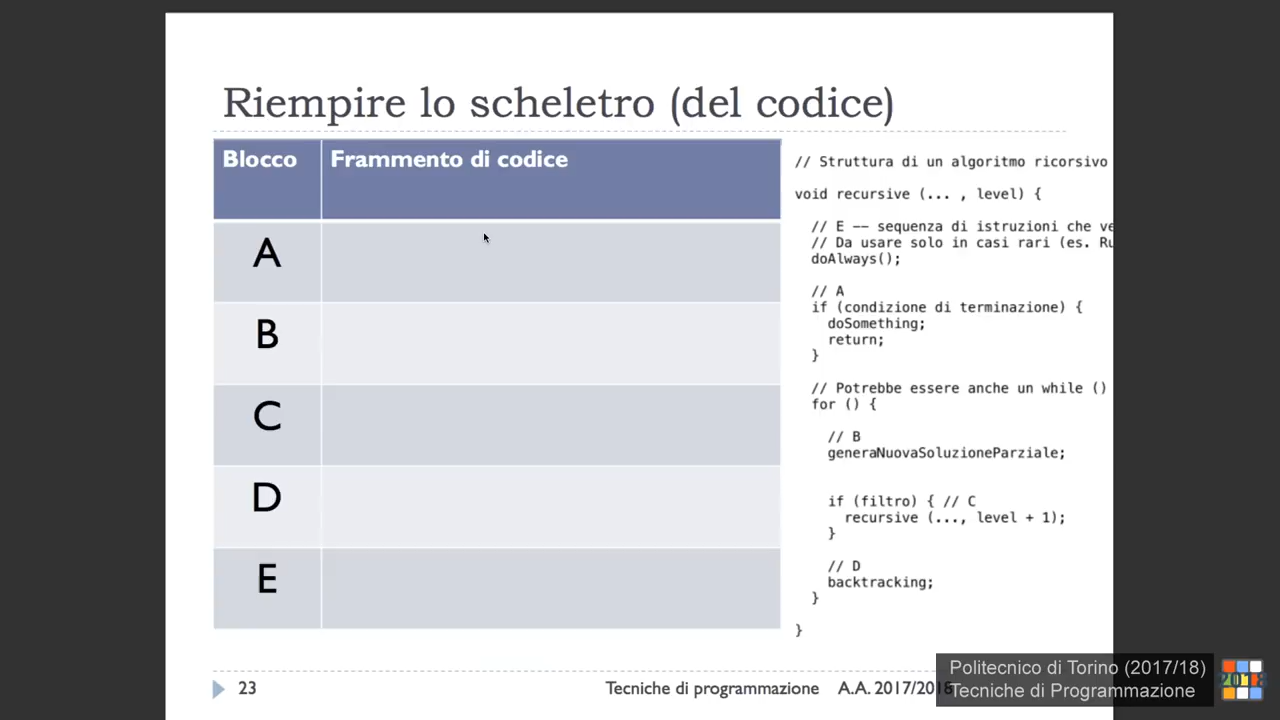 Riempire lo scheletro (del codice)
Blocco Frammento di codice
A
B
C
D
E
// Struttura di un algoritmo ricorsivo
void recursive (... , level) {
// E -- sequenza di istruzioni che ve
// Da usare solo in casi rari (es. Ru
doAlways();
// A
if (condizione di terminazione) {
doSomething;
return;
}
// Potrebbe essere anche un while ()
for () {
// B
generaNuovaSoluzioneParziale;
if (filtro) { // C
recursive (..., level + 1);
}
// D
backtracking;
}
}
23 Tecniche di programmazione A.A. 2017/2018
Politecnico di Torino (2017/18)
Tecniche di Programmazione
2018